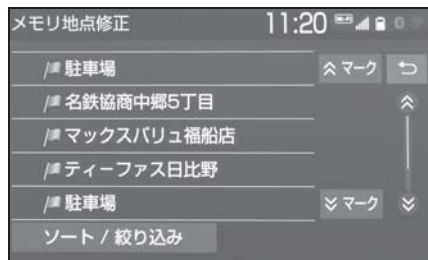 メモリ地点修正 11:20
駐車場 マーク
名鉄協商中郷5丁目
マックスバリュ福船店
ティーファス日比野
駐車場 マーク
ソート / 絞り込み